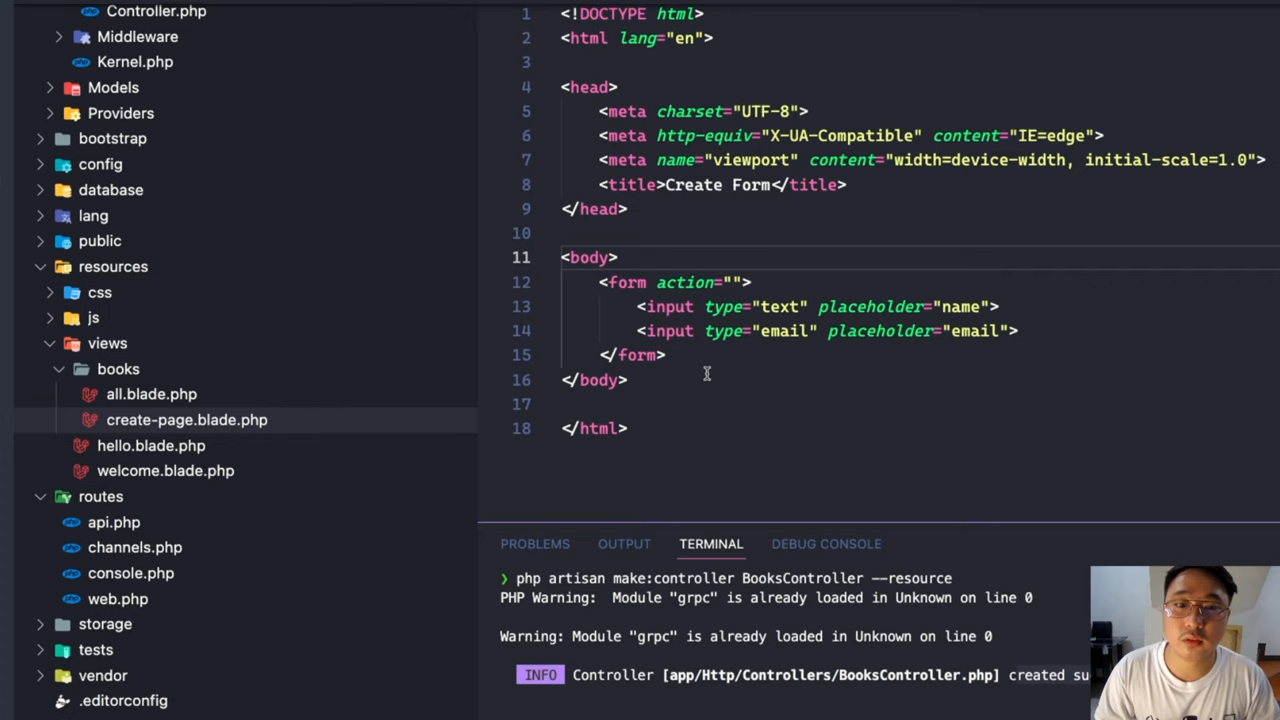 Controller.php
Middleware
Kernel.php
Models
Providers
bootstrap
config
database
lang
public
resources
css
js
views
books
all.blade.php
create-page.blade.php
hello.blade.php
welcome.blade.php
routes
api.php
channels.php
console.php
web.php
storage
tests
vendor
.editorconfig
1 <!DOCTYPE html>
2 <html lang="en">
3
4 <head>
5 <meta charset="UTF-8">
6 <meta http-equiv="X-UA-Compatible" content="IE=edge">
7 <meta name="viewport" content="width=device-width, initial-scale=1.0">
8 <title>Create Form</title>
9 </head>
10
11 <body>
12 <form action="">
13 <input type="text" placeholder="name">
14 <input type="email" placeholder="email">
15 </form>
16 </body>
17
18 </html>
PROBLEMS OUTPUT TERMINAL DEBUG CONSOLE
❯ php artisan make:controller BooksController --resource
PHP Warning: Module "grpc" is already loaded in Unknown on line 0
Warning: Module "grpc" is already loaded in Unknown on line 0
INFO Controller [app/Http/Controllers/BooksController.php] created su